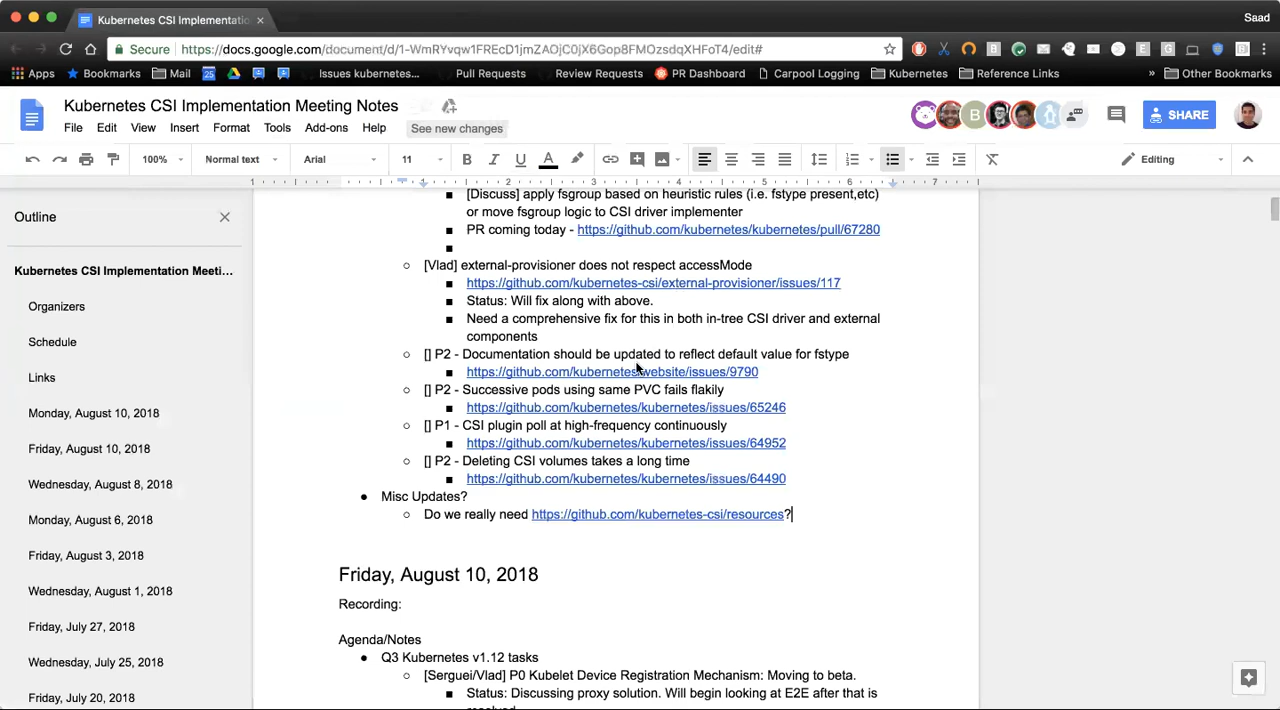 Kubernetes CSI Implementatio
Saad
Secure
https://docs.google.com/document/d/1-WmRYvqw1FREcD1jmZAOjC0jX6Gop8FMOzsdqXHFoT4/edit#
Apps Bookmarks Mail 25 Issues kubernetes... Pull Requests Review Requests PR Dashboard Carpool Logging Kubernetes Reference Links » Other Bookmarks
Kubernetes CSI Implementation Meeting Notes
SHARE
File Edit View Insert Format Tools Add-ons Help See new changes
100% Normal text Arial 11 B I U A Editing
1 1 2 3 4 5 6 7
Outline
Kubernetes CSI Implementation Meeti...
Organizers
Schedule
Links
Monday, August 10, 2018
Friday, August 10, 2018
Wednesday, August 8, 2018
Monday, August 6, 2018
Friday, August 3, 2018
Wednesday, August 1, 2018
Friday, July 27, 2018
Wednesday, July 25, 2018
Friday, July 20, 2018
[Discuss] apply fsgroup based on heuristic rules (i.e. fstype present,etc)
or move fsgroup logic to CSI driver implementer
PR coming today - https://github.com/kubernetes/kubernetes/pull/67280
[Vlad] external-provisioner does not respect accessMode
https://github.com/kubernetes-csi/external-provisioner/issues/117
Status: Will fix along with above.
Need a comprehensive fix for this in both in-tree CSI driver and external
components
[] P2 - Documentation should be updated to reflect default value for fstype
https://github.com/kubernetes/website/issues/9790
[] P2 - Successive pods using same PVC fails flakily
https://github.com/kubernetes/kubernetes/issues/65246
[] P1 - CSI plugin poll at high-frequency continuously
https://github.com/kubernetes/kubernetes/issues/64952
[] P2 - Deleting CSI volumes takes a long time
https://github.com/kubernetes/kubernetes/issues/64490
Misc Updates?
Do we really need https://github.com/kubernetes-csi/resources?
Friday, August 10, 2018
Recording:
Agenda/Notes
Q3 Kubernetes v1.12 tasks
[Serguei/Vlad] P0 Kubelet Device Registration Mechanism: Moving to beta.
Status: Discussing proxy solution. Will begin looking at E2E after that is
resolved.